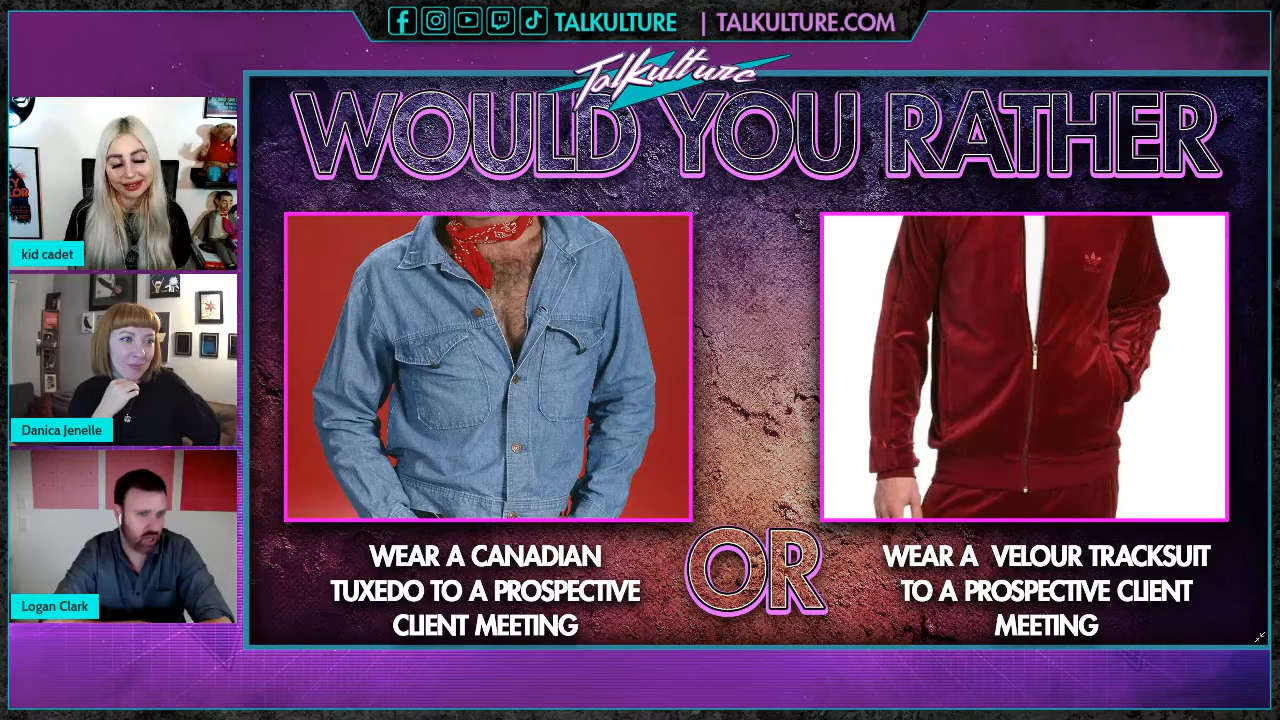 TALKULTURE | TALKULTURE.COM
Talkulture
WOULD YOU RATHER
kid cadet
Danica Jenelle
Logan Clark
WEAR A CANADIAN
TUXEDO TO A PROSPECTIVE
CLIENT MEETING
OR
WEAR A VELOUR TRACKSUIT
TO A PROSPECTIVE CLIENT
MEETING